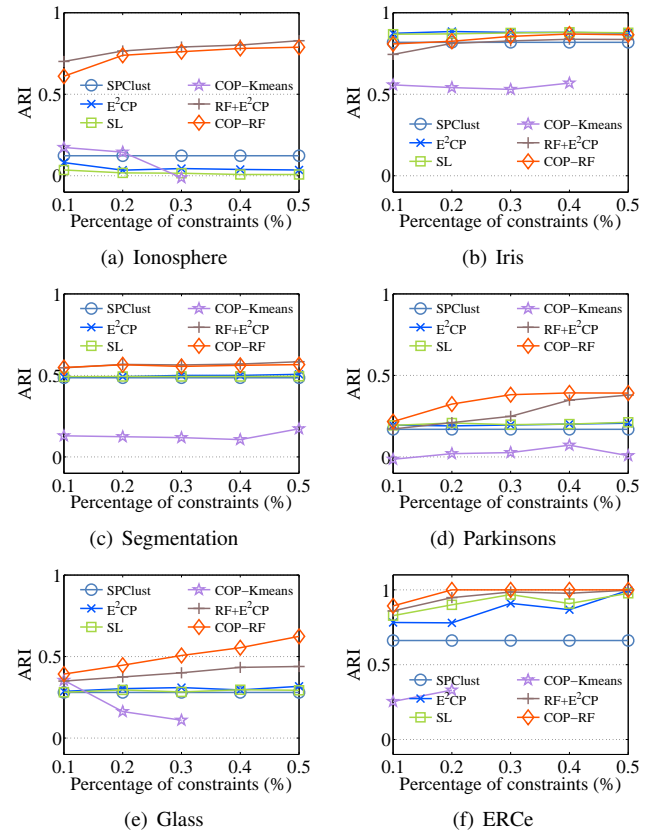 1
0.5
0
ARI
SPClust
E²CP
SL
COP−Kmeans
RF+E²CP
COP−RF
0.1 0.2 0.3 0.4 0.5
Percentage of constraints (%)
(a) Ionosphere
1
0.5
0
ARI
SPClust
E²CP
SL
COP−Kmeans
RF+E²CP
COP−RF
0.1 0.2 0.3 0.4 0.5
Percentage of constraints (%)
(b) Iris
1
0.5
0
ARI
SPClust
E²CP
SL
COP−Kmeans
RF+E²CP
COP−RF
0.1 0.2 0.3 0.4 0.5
Percentage of constraints (%)
(c) Segmentation
1
0.5
0
ARI
SPClust
E²CP
SL
COP−Kmeans
RF+E²CP
COP−RF
0.1 0.2 0.3 0.4 0.5
Percentage of constraints (%)
(d) Parkinsons
1
0.5
0
ARI
SPClust
E²CP
SL
COP−Kmeans
RF+E²CP
COP−RF
0.1 0.2 0.3 0.4 0.5
Percentage of constraints (%)
(e) Glass
1
0.5
0
ARI
SPClust
E²CP
SL
COP−Kmeans
RF+E²CP
COP−RF
0.1 0.2 0.3 0.4 0.5
Percentage of constraints (%)
(f) ERCe